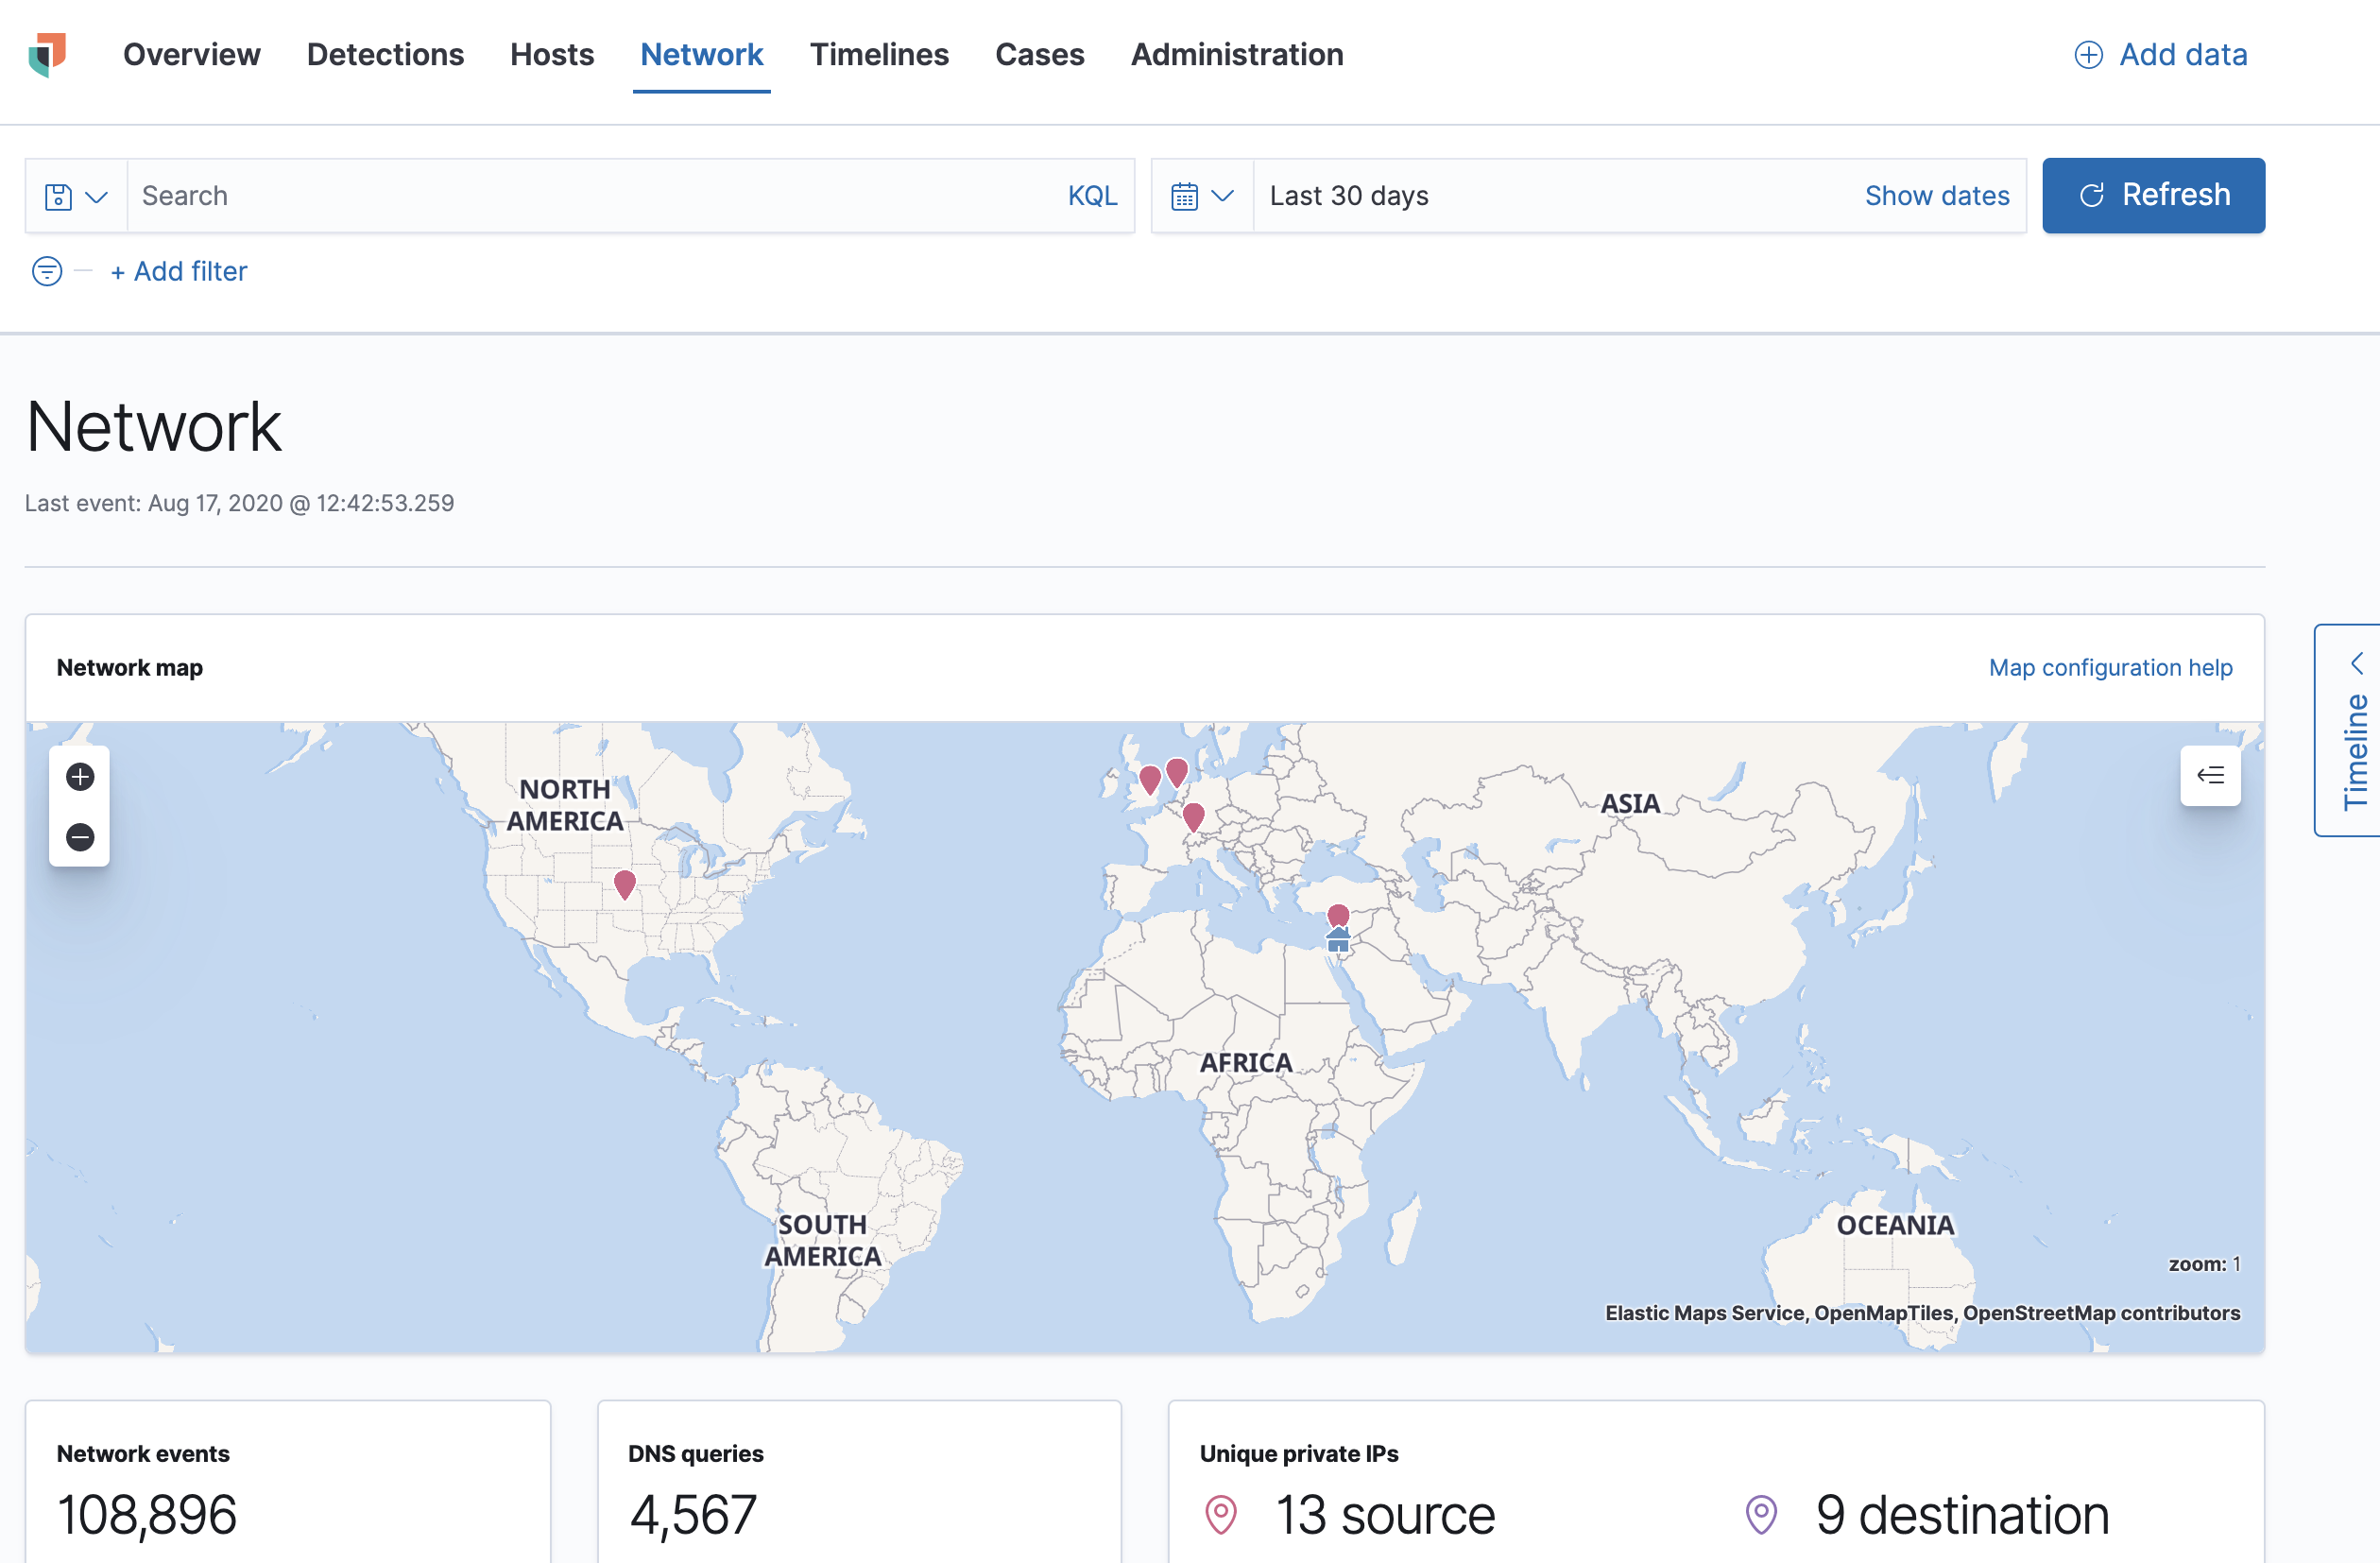 Overview Detections Hosts Network Timelines Cases Administration Add data
Search KQL Last 30 days Show dates Refresh
+ Add filter
Network
Last event: Aug 17, 2020 @ 12:42:53.259
Network map Map configuration help
Timeline
NORTH
AMERICA
ASIA
AFRICA
SOUTH
AMERICA
OCEANIA
zoom: 1
Elastic Maps Service, OpenMapTiles, OpenStreetMap contributors
Network events DNS queries Unique private IPs
108,896 4,567 13 source 9 destination